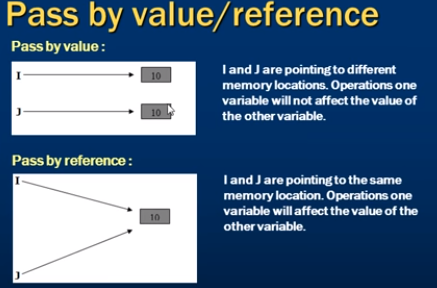 Pass by value/reference
Pass by value :
I
10
J
10
I and J are pointing to different
memory locations. Operations one
variable will not affect the value of
the other variable.
Pass by reference :
I
10
J
I and J are pointing to the same
memory location. Operations one
variable will affect the value of the
other variable.